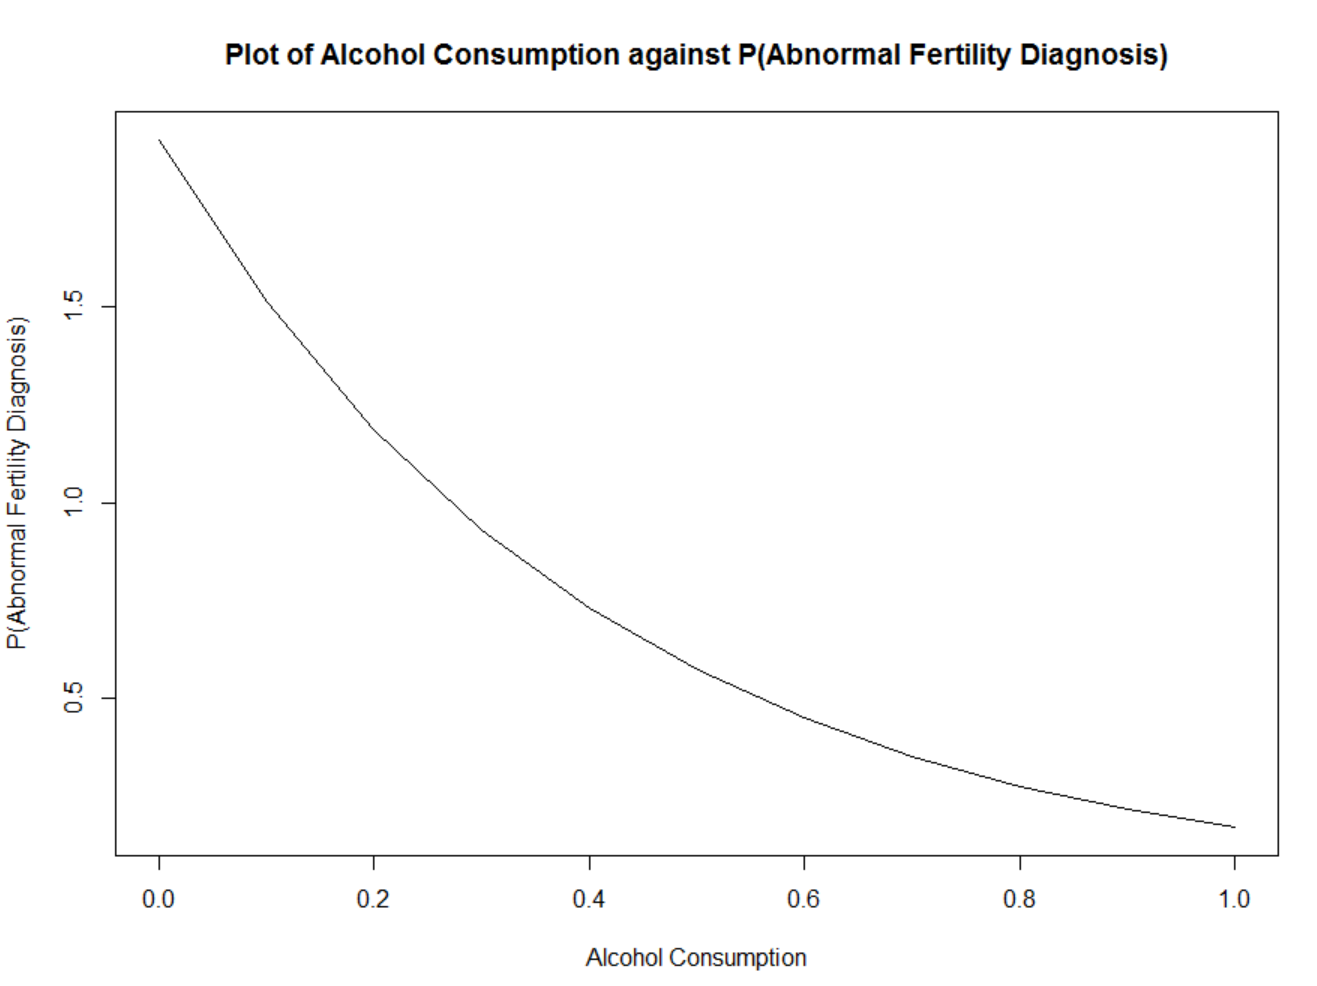 Plot of Alcohol Consumption against P(Abnormal Fertility Diagnosis)
P(Abnormal Fertility Diagnosis)
1.5
1.0
0.5
0.0 0.2 0.4 0.6 0.8 1.0
Alcohol Consumption